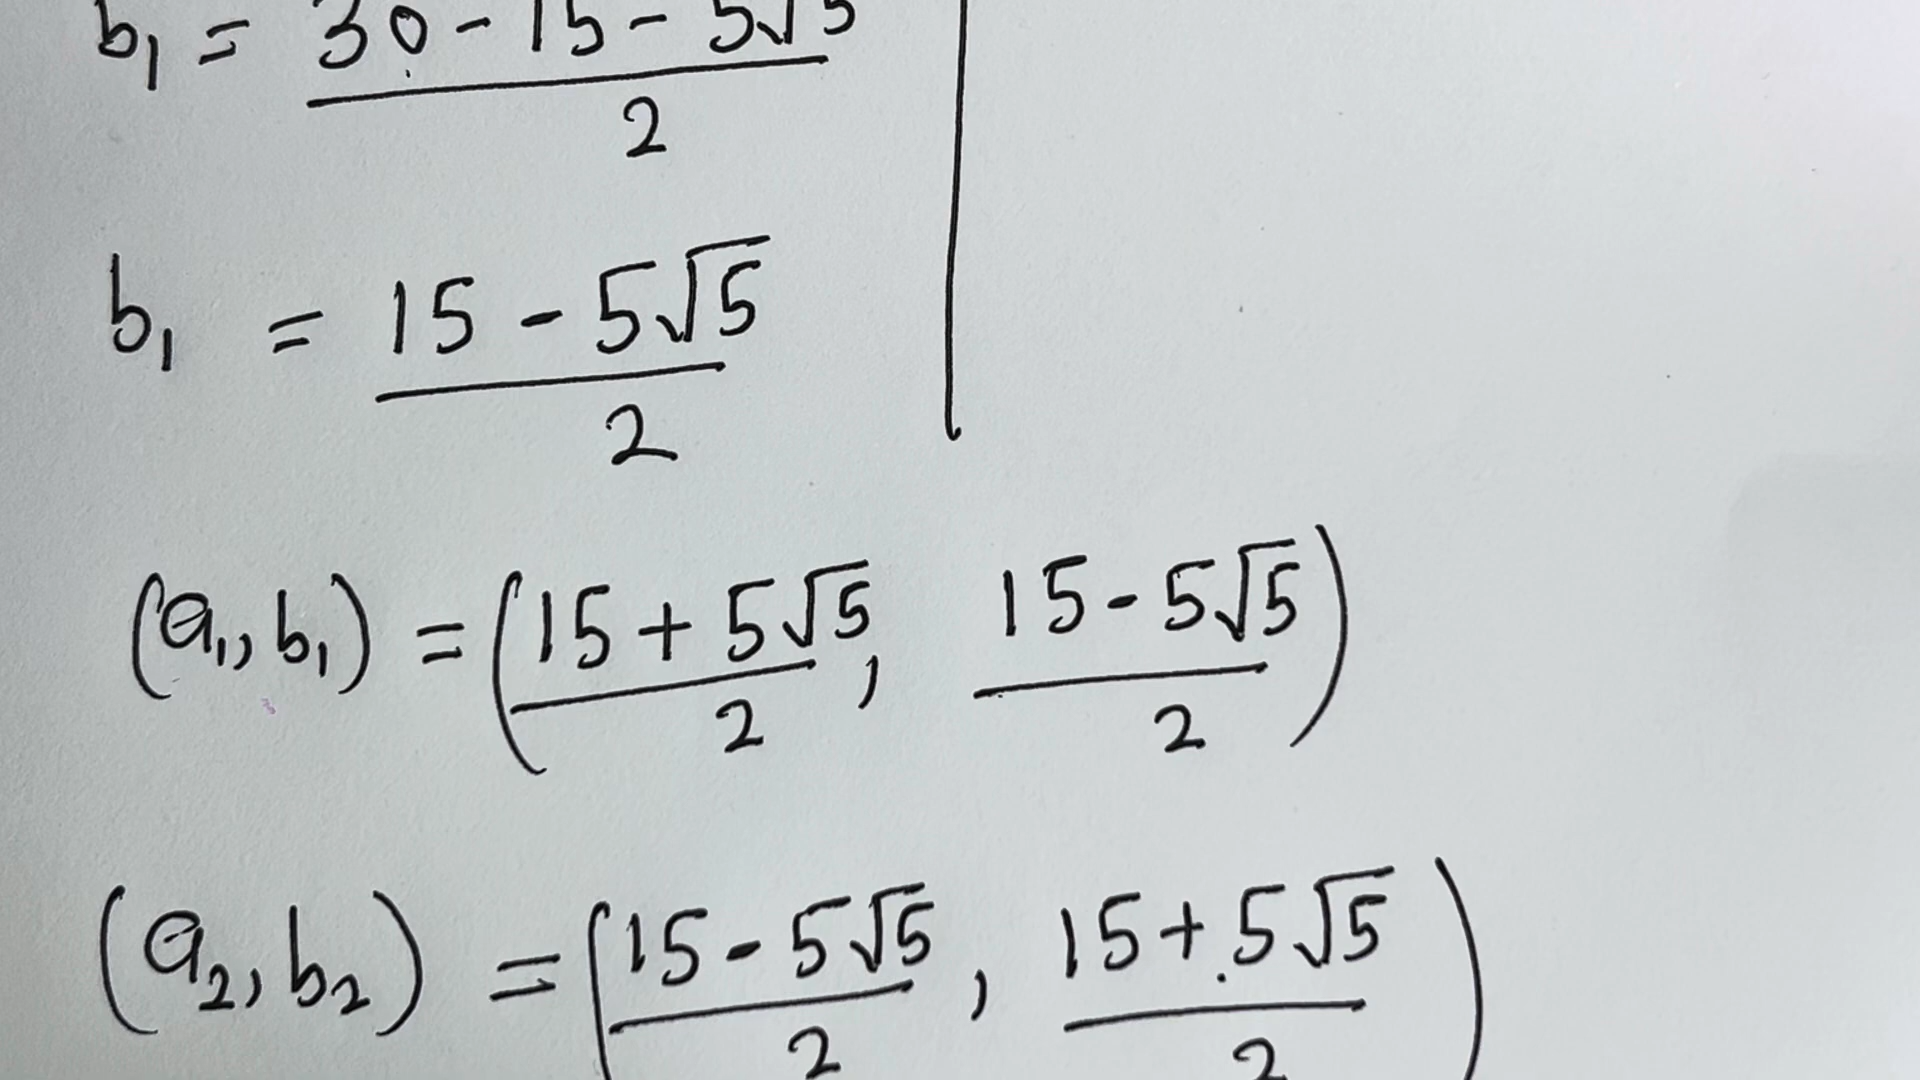 b₁ = (30 - 15 - 5√5)/2
b₁ = (15 - 5√5)/2
(a₁, b₁) = ((15 + 5√5)/2, (15 - 5√5)/2)
(a₂, b₂) = ((15 - 5√5)/2, (15 + 5√5)/2)